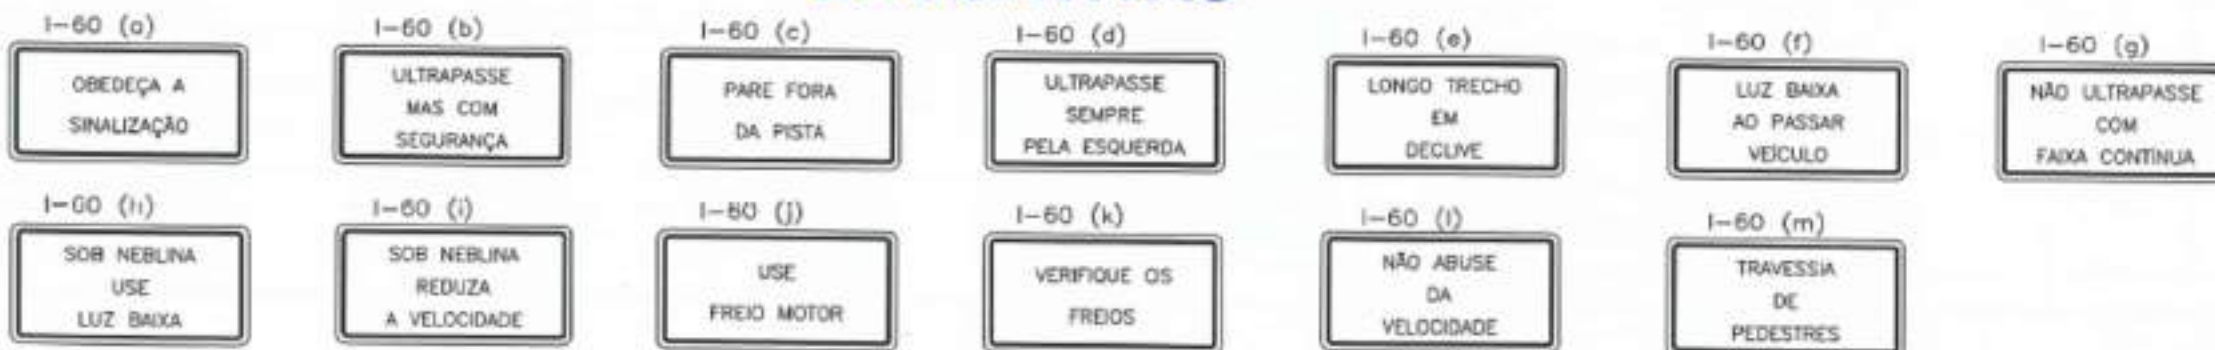 I-60 (a)
OBEDEÇA A
SINALIZAÇÃO
I-60 (b)
ULTRAPASSE
MAS COM
SEGURANÇA
I-60 (c)
PARE FORA
DA PISTA
I-60 (d)
ULTRAPASSE
SEMPRE
PELA ESQUERDA
I-60 (e)
LONGO TRECHO
EM
DECLIVE
I-60 (f)
LUZ BAIXA
AO PASSAR
VEÍCULO
I-60 (g)
NÃO ULTRAPASSE
COM
FAIXA CONTÍNUA
I-60 (h)
SOB NEBLINA
USE
LUZ BAIXA
I-60 (i)
SOB NEBLINA
REDUZA
A VELOCIDADE
I-60 (j)
USE
FREIO MOTOR
I-60 (k)
VERIFIQUE OS
FREIOS
I-60 (l)
NÃO ABUSE
DA
VELOCIDADE
I-60 (m)
TRAVESSIA
DE
PEDESTRES